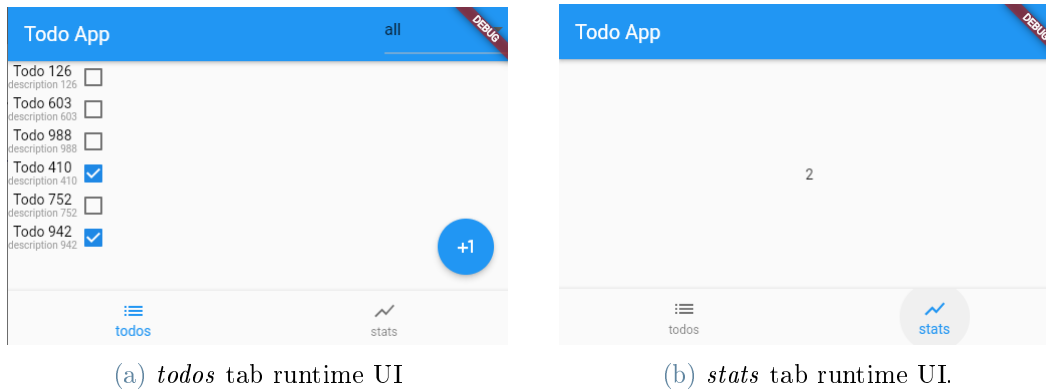 Todo App
all
DEBUG
Todo 126
description 126
Todo 603
description 603
Todo 988
description 988
Todo 410
description 410
Todo 752
description 752
Todo 942
description 942
+1
todos
stats
(a) todos tab runtime UI
Todo App
DEBUG
2
todos
stats
(b) stats tab runtime UI.